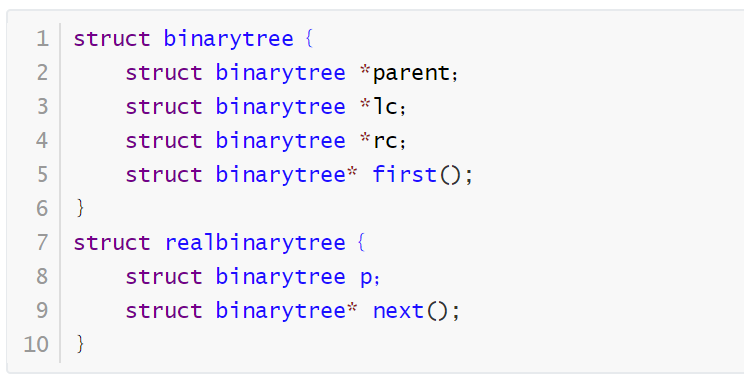 1 struct binarytree {
2 struct binarytree *parent;
3 struct binarytree *lc;
4 struct binarytree *rc;
5 struct binarytree* first();
6 }
7 struct realbinarytree {
8 struct binarytree p;
9 struct binarytree* next();
10 }